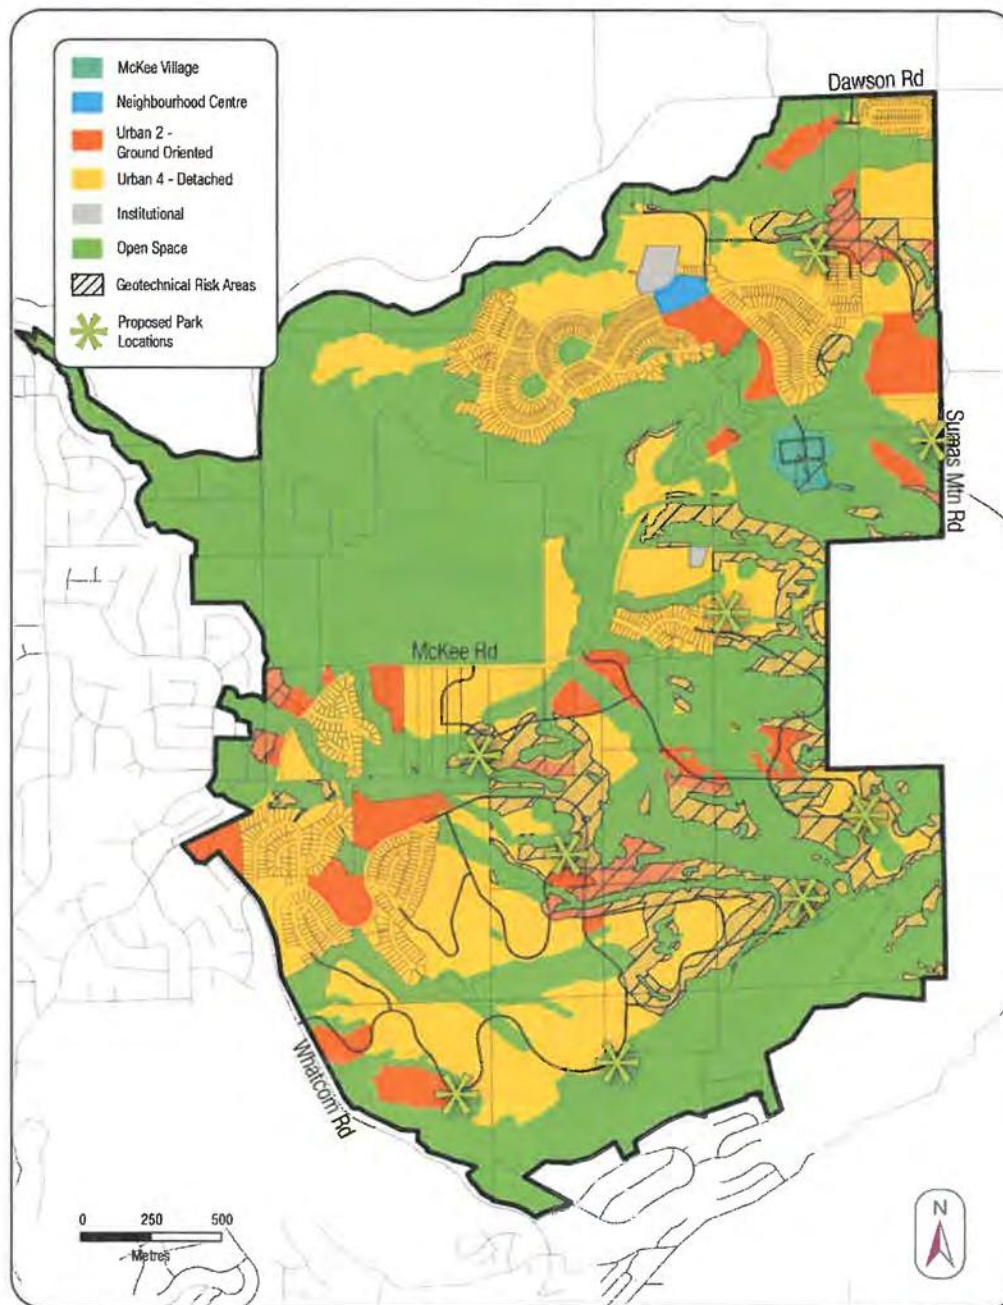 McKee Village
Neighbourhood Centre
Urban 2 -
Ground Oriented
Urban 4 - Detached
Institutional
Open Space
Geotechnical Risk Areas
Proposed Park
Locations
Dawson Rd
Sumas Mtn Rd
McKee Rd
Whatcom Rd
0 250 500
Metres
N